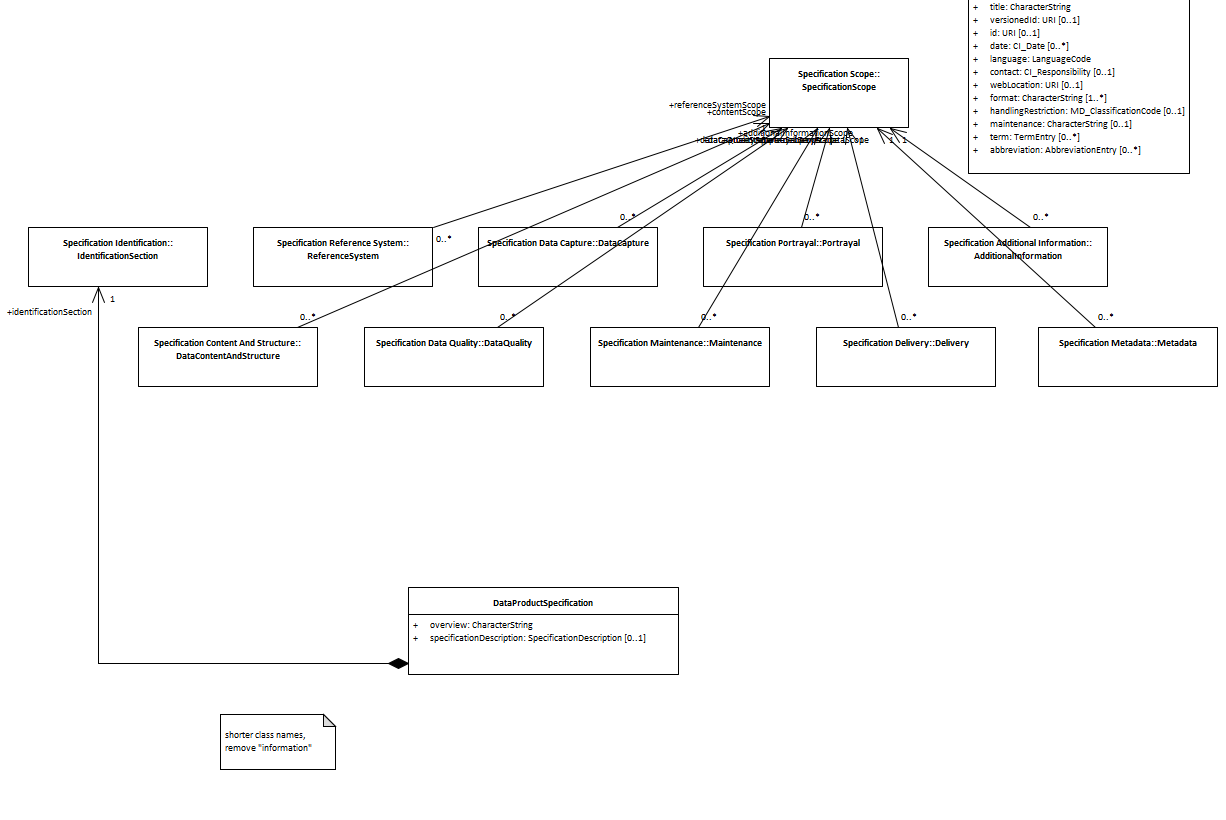 + title: CharacterString
+ versionedId: URI [0..1]
+ id: URI [0..1]
+ date: CI_Date [0..*]
+ language: LanguageCode
+ contact: CI_Responsibility [0..1]
+ webLocation: URI [0..1]
+ format: CharacterString [1..*]
+ handlingRestriction: MD_ClassificationCode [0..1]
+ maintenance: CharacterString [0..1]
+ term: TermEntry [0..*]
+ abbreviation: AbbreviationEntry [0..*]
Specification Scope::
SpecificationScope
+referenceSystemScope
+contentScope
+additionalInformationScope
1
1
0..*
0..*
0..*
0..*
Specification Identification::
IdentificationSection
Specification Reference System::
ReferenceSystem
Specification Data Capture::DataCapture
Specification Portrayal::Portrayal
Specification Additional Information::
AdditionalInformation
1
+identificationSection
0..*
0..*
0..*
0..*
0..*
Specification Content And Structure::
DataContentAndStructure
Specification Data Quality::DataQuality
Specification Maintenance::Maintenance
Specification Delivery::Delivery
Specification Metadata::Metadata
DataProductSpecification
+ overview: CharacterString
+ specificationDescription: SpecificationDescription [0..1]
shorter class names,
remove "information"